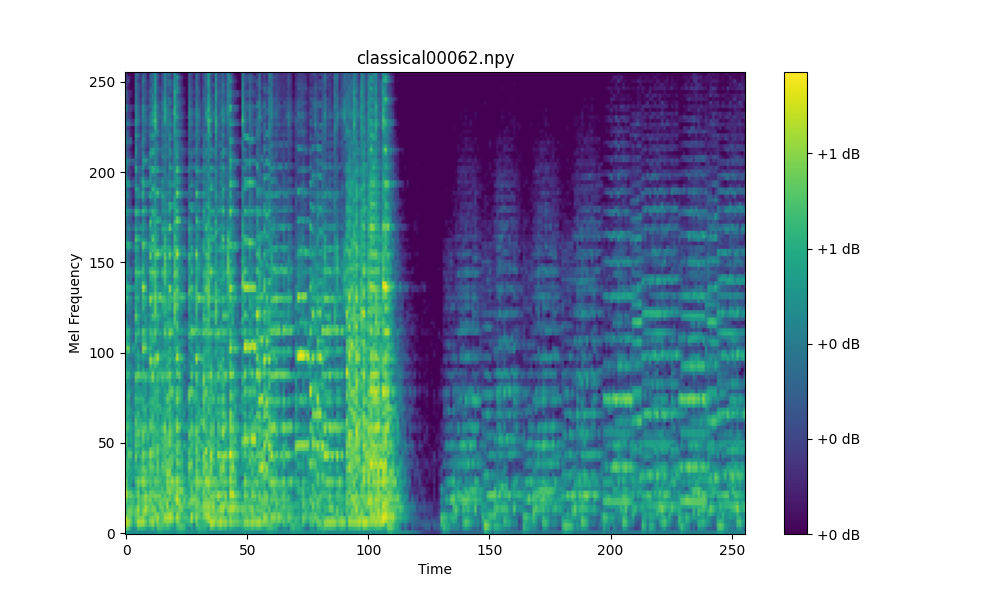 classical00062.npy
Mel Frequency
250
200
150
100
50
0
0 50 100 150 200 250
Time
+1 dB
+1 dB
+0 dB
+0 dB
+0 dB